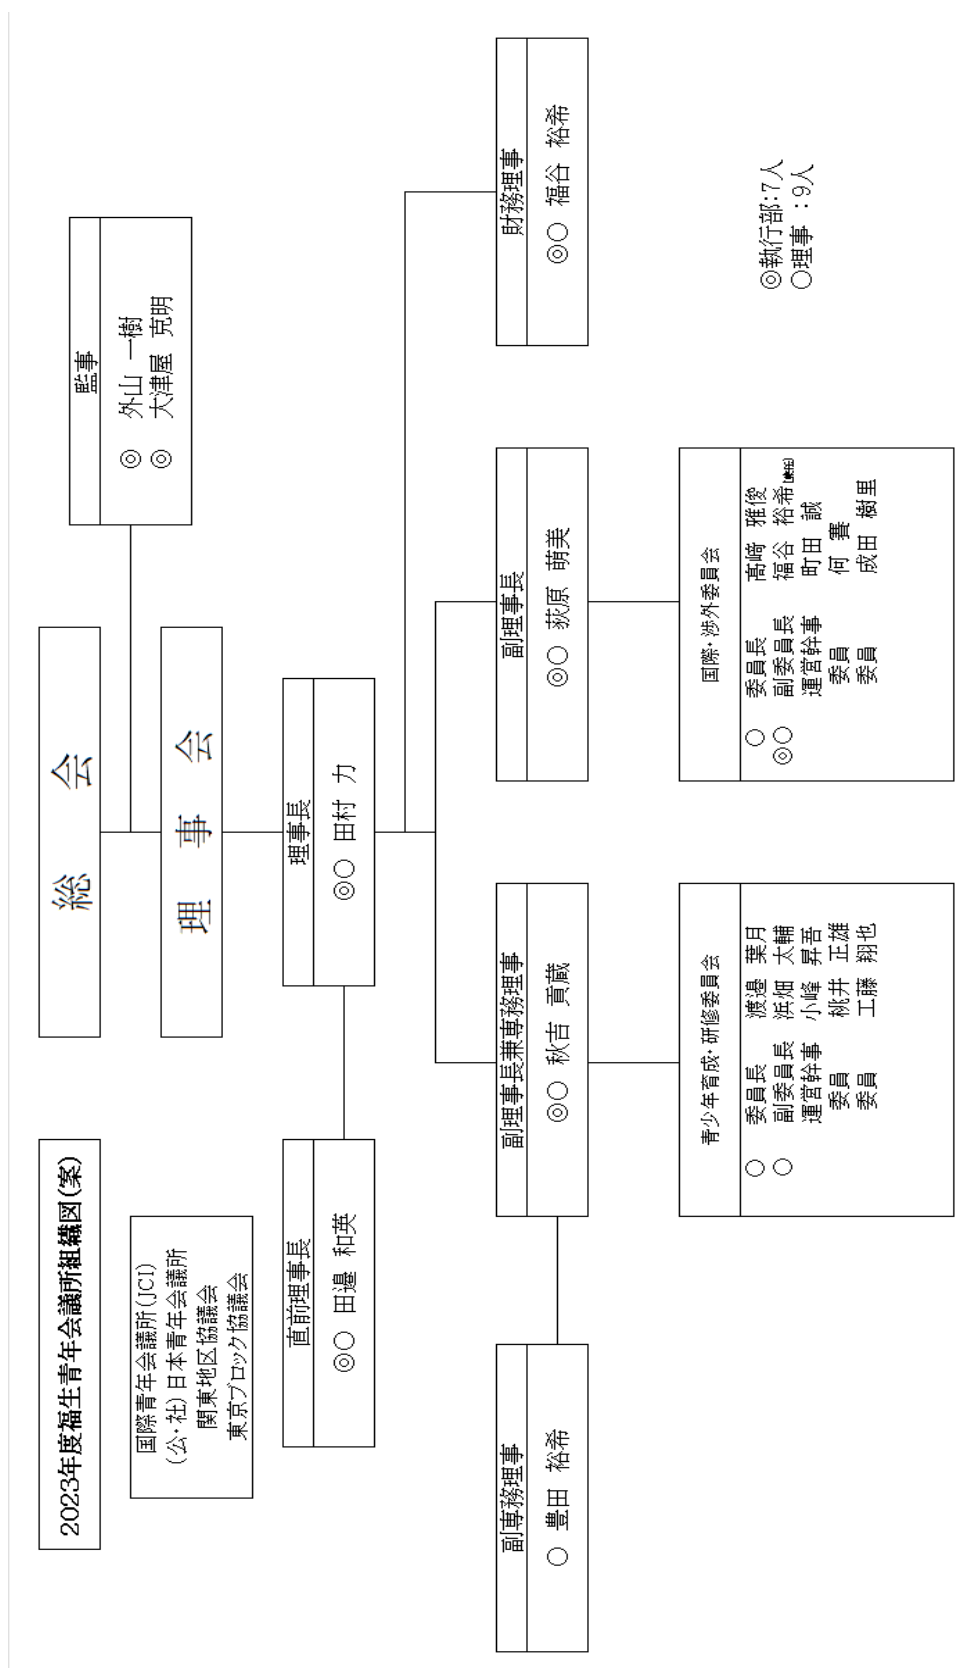 2023年度福生青年会議所組織図(案)
国際青年会議所(JCI)
(公・社)日本青年会議所
関東地区協議会
東京ブロック協議会
総 会
監事
◎ 外山 一樹
◎ 大津屋 克明
理 事 会
理事長
◎○ 田村 力
直前理事長
◎○ 田邉 和英
財務理事
◎○ 福谷 裕希
副専務理事
○ 豊田 裕希
副理事長兼専務理事
◎○ 秋吉 貢蔵
副理事長
◎○ 荻原 萌美
青少年育成・研修委員会
○ 委員長 渡邉 葉月
○ 副委員長 浜畑 太輔
運営幹事 小峰 昇吾
委員 桃井 正雄
委員 工藤 翔也
国際・渉外委員会
○ 委員長 髙﨑 雅俊
◎○ 副委員長 福谷 裕希(兼任)
運営幹事 町田 誠
委員 何 賽
委員 成田 樹里
◎執行部:7人
○理事 :9人